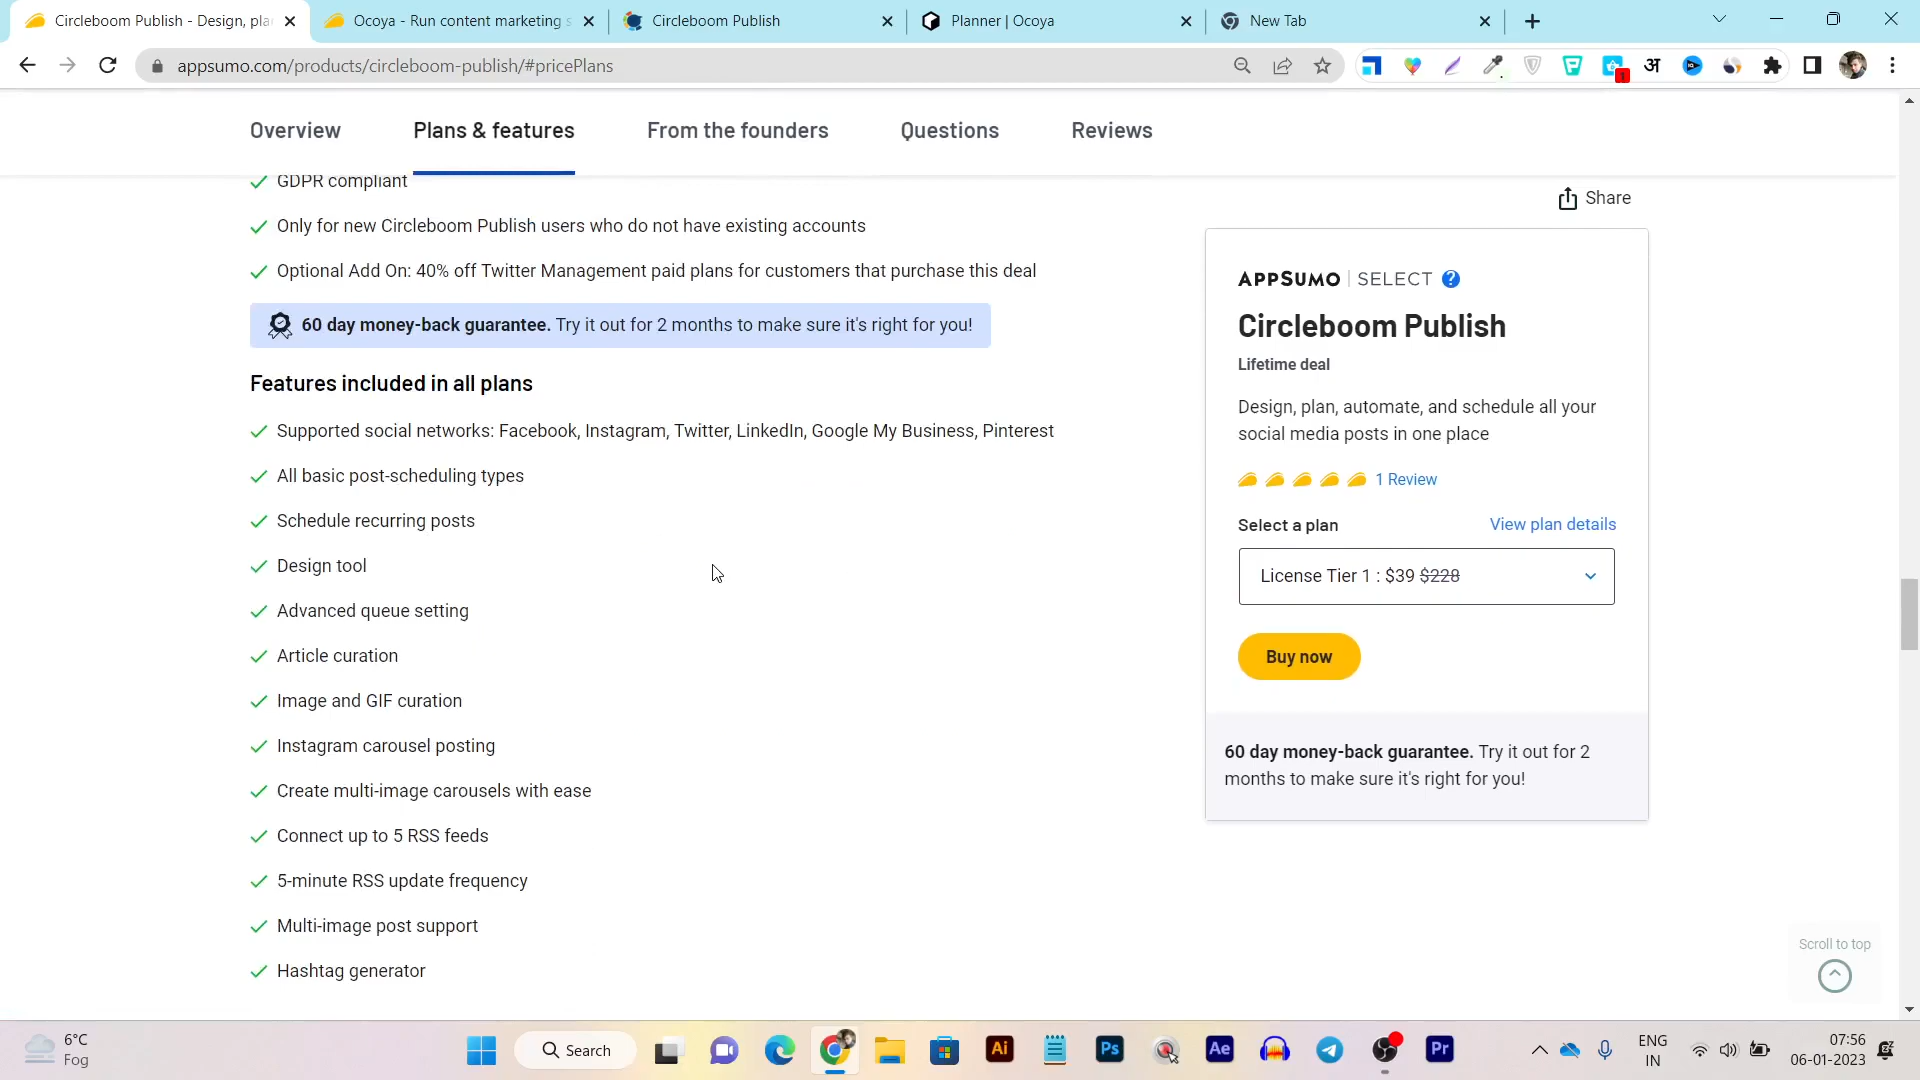 Circleboom Publish - Design, pla
Ocoya - Run content marketing s
Circleboom Publish
Planner | Ocoya
New Tab
appsumo.com/products/circleboom-publish/#pricePlans
अ
1
Overview
Plans & features
From the founders
Questions
Reviews
GDPR compliant
Only for new Circleboom Publish users who do not have existing accounts
Optional Add On: 40% off Twitter Management paid plans for customers that purchase this deal
60 day money-back guarantee. Try it out for 2 months to make sure it's right for you!
Features included in all plans
Supported social networks: Facebook, Instagram, Twitter, LinkedIn, Google My Business, Pinterest
All basic post-scheduling types
Schedule recurring posts
Design tool
Advanced queue setting
Article curation
Image and GIF curation
Instagram carousel posting
Create multi-image carousels with ease
Connect up to 5 RSS feeds
5-minute RSS update frequency
Multi-image post support
Hashtag generator
Share
APPSUMO | SELECT ?
Circleboom Publish
Lifetime deal
Design, plan, automate, and schedule all your
social media posts in one place
1 Review
Select a plan
View plan details
License Tier 1 : $39 $228
Buy now
60 day money-back guarantee. Try it out for 2
months to make sure it's right for you!
Scroll to top
6°C
Fog
Search
Ai
Ps
Ae
Pr
ENG
IN
07:56
06-01-2023